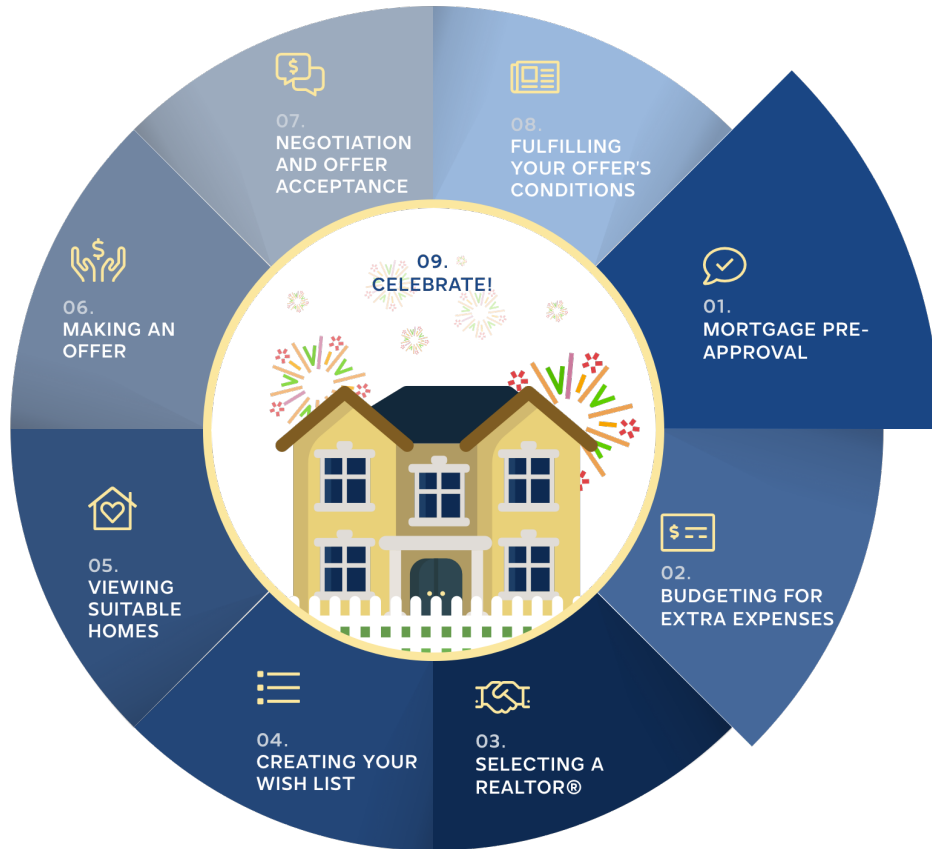 07.
NEGOTIATION
AND OFFER
ACCEPTANCE
08.
FULFILLING
YOUR OFFER'S
CONDITIONS
09.
CELEBRATE!
01.
MORTGAGE PRE-
APPROVAL
06.
MAKING AN
OFFER
05.
VIEWING
SUITABLE
HOMES
02.
BUDGETING FOR
EXTRA EXPENSES
04.
CREATING YOUR
WISH LIST
03.
SELECTING A
REALTOR®
$
$
$